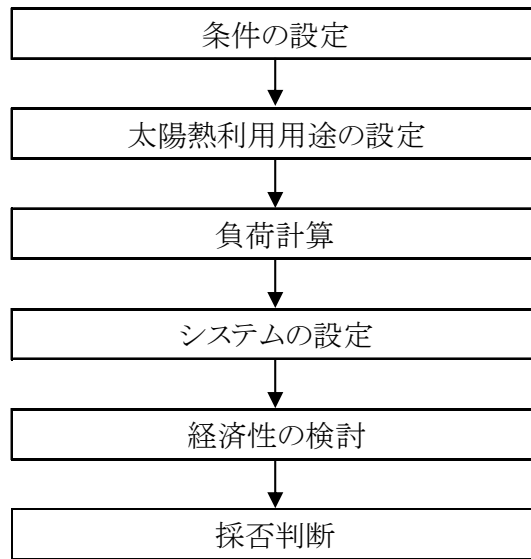 条件の設定
太陽熱利用用途の設定
負荷計算
システムの設定
経済性の検討
採否判断